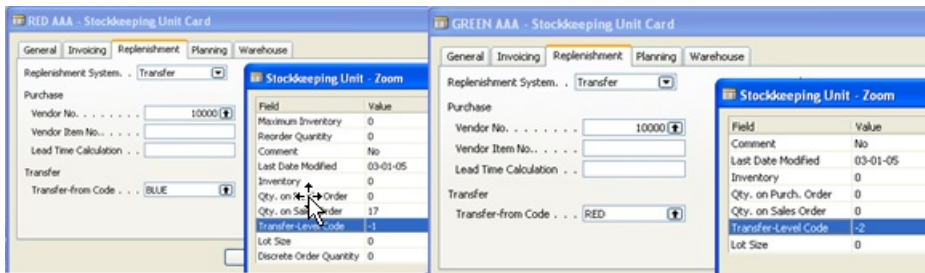 RED AAA - Stockkeeping Unit Card
General Invoicing Replenishment Planning Warehouse
Replenishment System. . Transfer
Purchase
Vendor No. . . . . . . . 10000
Vendor Item No.. . . . .
Lead Time Calculation . .
Transfer
Transfer-from Code . . . BLUE
Stockkeeping Unit - Zoom
Field Value
Maximum Inventory 0
Reorder Quantity 0
Comment No
Last Date Modified 03-01-05
Inventory 0
Qty. on Order 0
Qty. on Sales Order 17
Transfer-Level Code -1
Lot Size 0
Discrete Order Quantity 0
GREEN AAA - Stockkeeping Unit Card
General Invoicing Replenishment Planning Warehouse
Replenishment System. . Transfer
Purchase
Vendor No. . . . . . . . 10000
Vendor Item No.. . . . .
Lead Time Calculation . .
Transfer
Transfer-from Code . . . RED
Stockkeeping Unit - Zoom
Field Value
Comment No
Last Date Modified 03-01-05
Inventory 0
Qty. on Purch. Order 0
Qty. on Sales Order 0
Transfer-Level Code -2
Lot Size 0